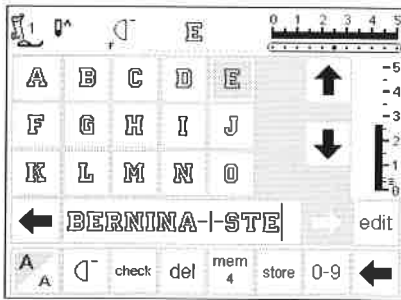 1 F E 0 1 2 3 4 5
A B C D E
F G H I J
K L M N O
5
4
3
2
1
0
BERNINA-|-STE edit
A A check del mem 4 store 0-9